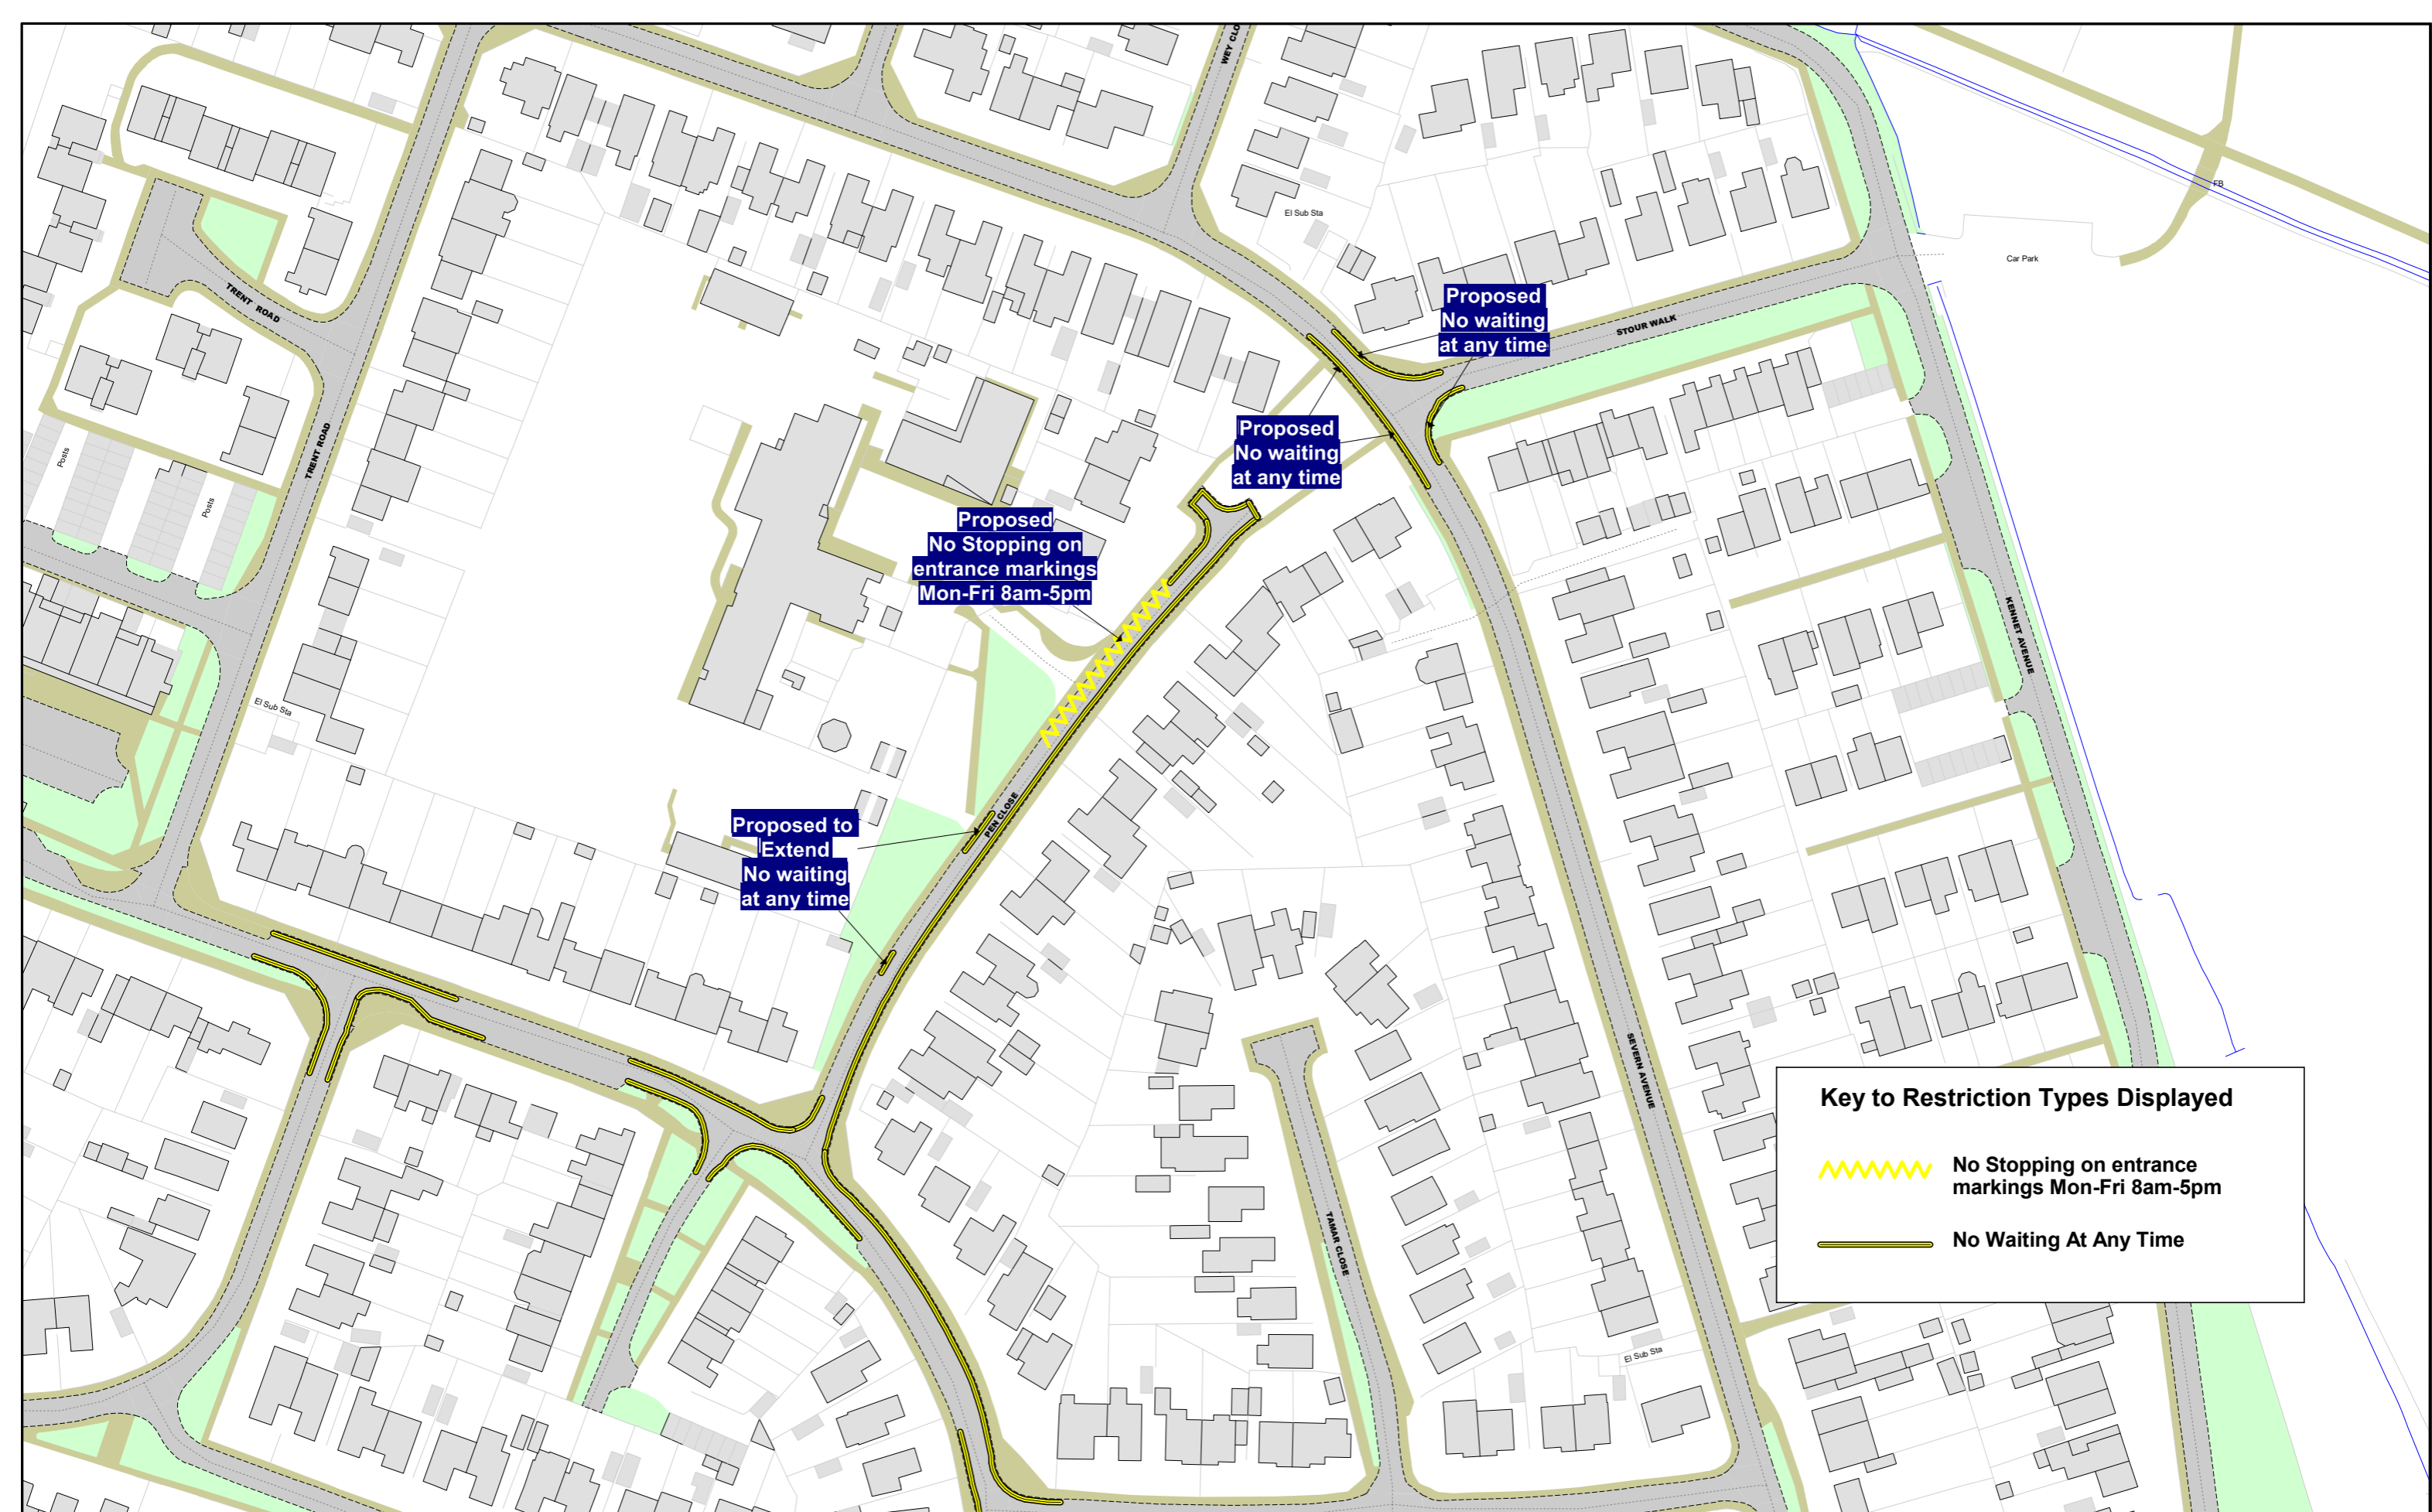 WEY CLO
El Sub Sta
FB
Car Park
TRENT ROAD
Proposed
No waiting
at any time
STOUR WALK
TRENT ROAD
Posts
Posts
Proposed
No waiting
at any time
Proposed
No Stopping on
entrance markings
Mon-Fri 8am-5pm
KENNET AVENUE
El Sub Sta
PEN CLOSE
Proposed to
Extend
No waiting
at any time
SEVERN AVENUE
TAMAR CLOSE
El Sub Sta
Key to Restriction Types Displayed
No Stopping on entrance
markings Mon-Fri 8am-5pm
No Waiting At Any Time